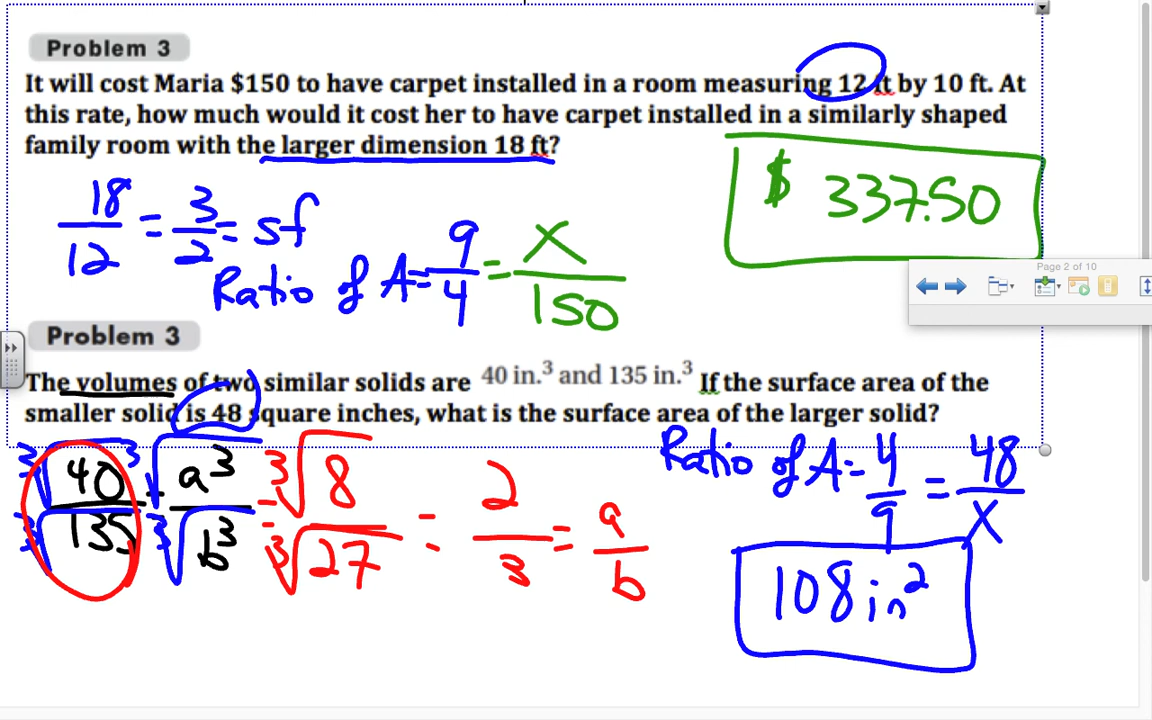 Problem 3
It will cost Maria $150 to have carpet installed in a room measuring 12 ft by 10 ft. At
this rate, how much would it cost her to have carpet installed in a similarly shaped
family room with the larger dimension 18 ft?
$ 337.50
18/12 = 3/2 = sf
Ratio of A = 9/4 = x/150
Page 2 of 10
Problem 3
The volumes of two similar solids are 40 in.³ and 135 in.³ If the surface area of the
smaller solid is 48 square inches, what is the surface area of the larger solid?
∛40/∛135 = ∛a³/∛b³ = ∛8/∛27 = 2/3 = a/b
Ratio of A = 4/9 = 48/x
108 in²